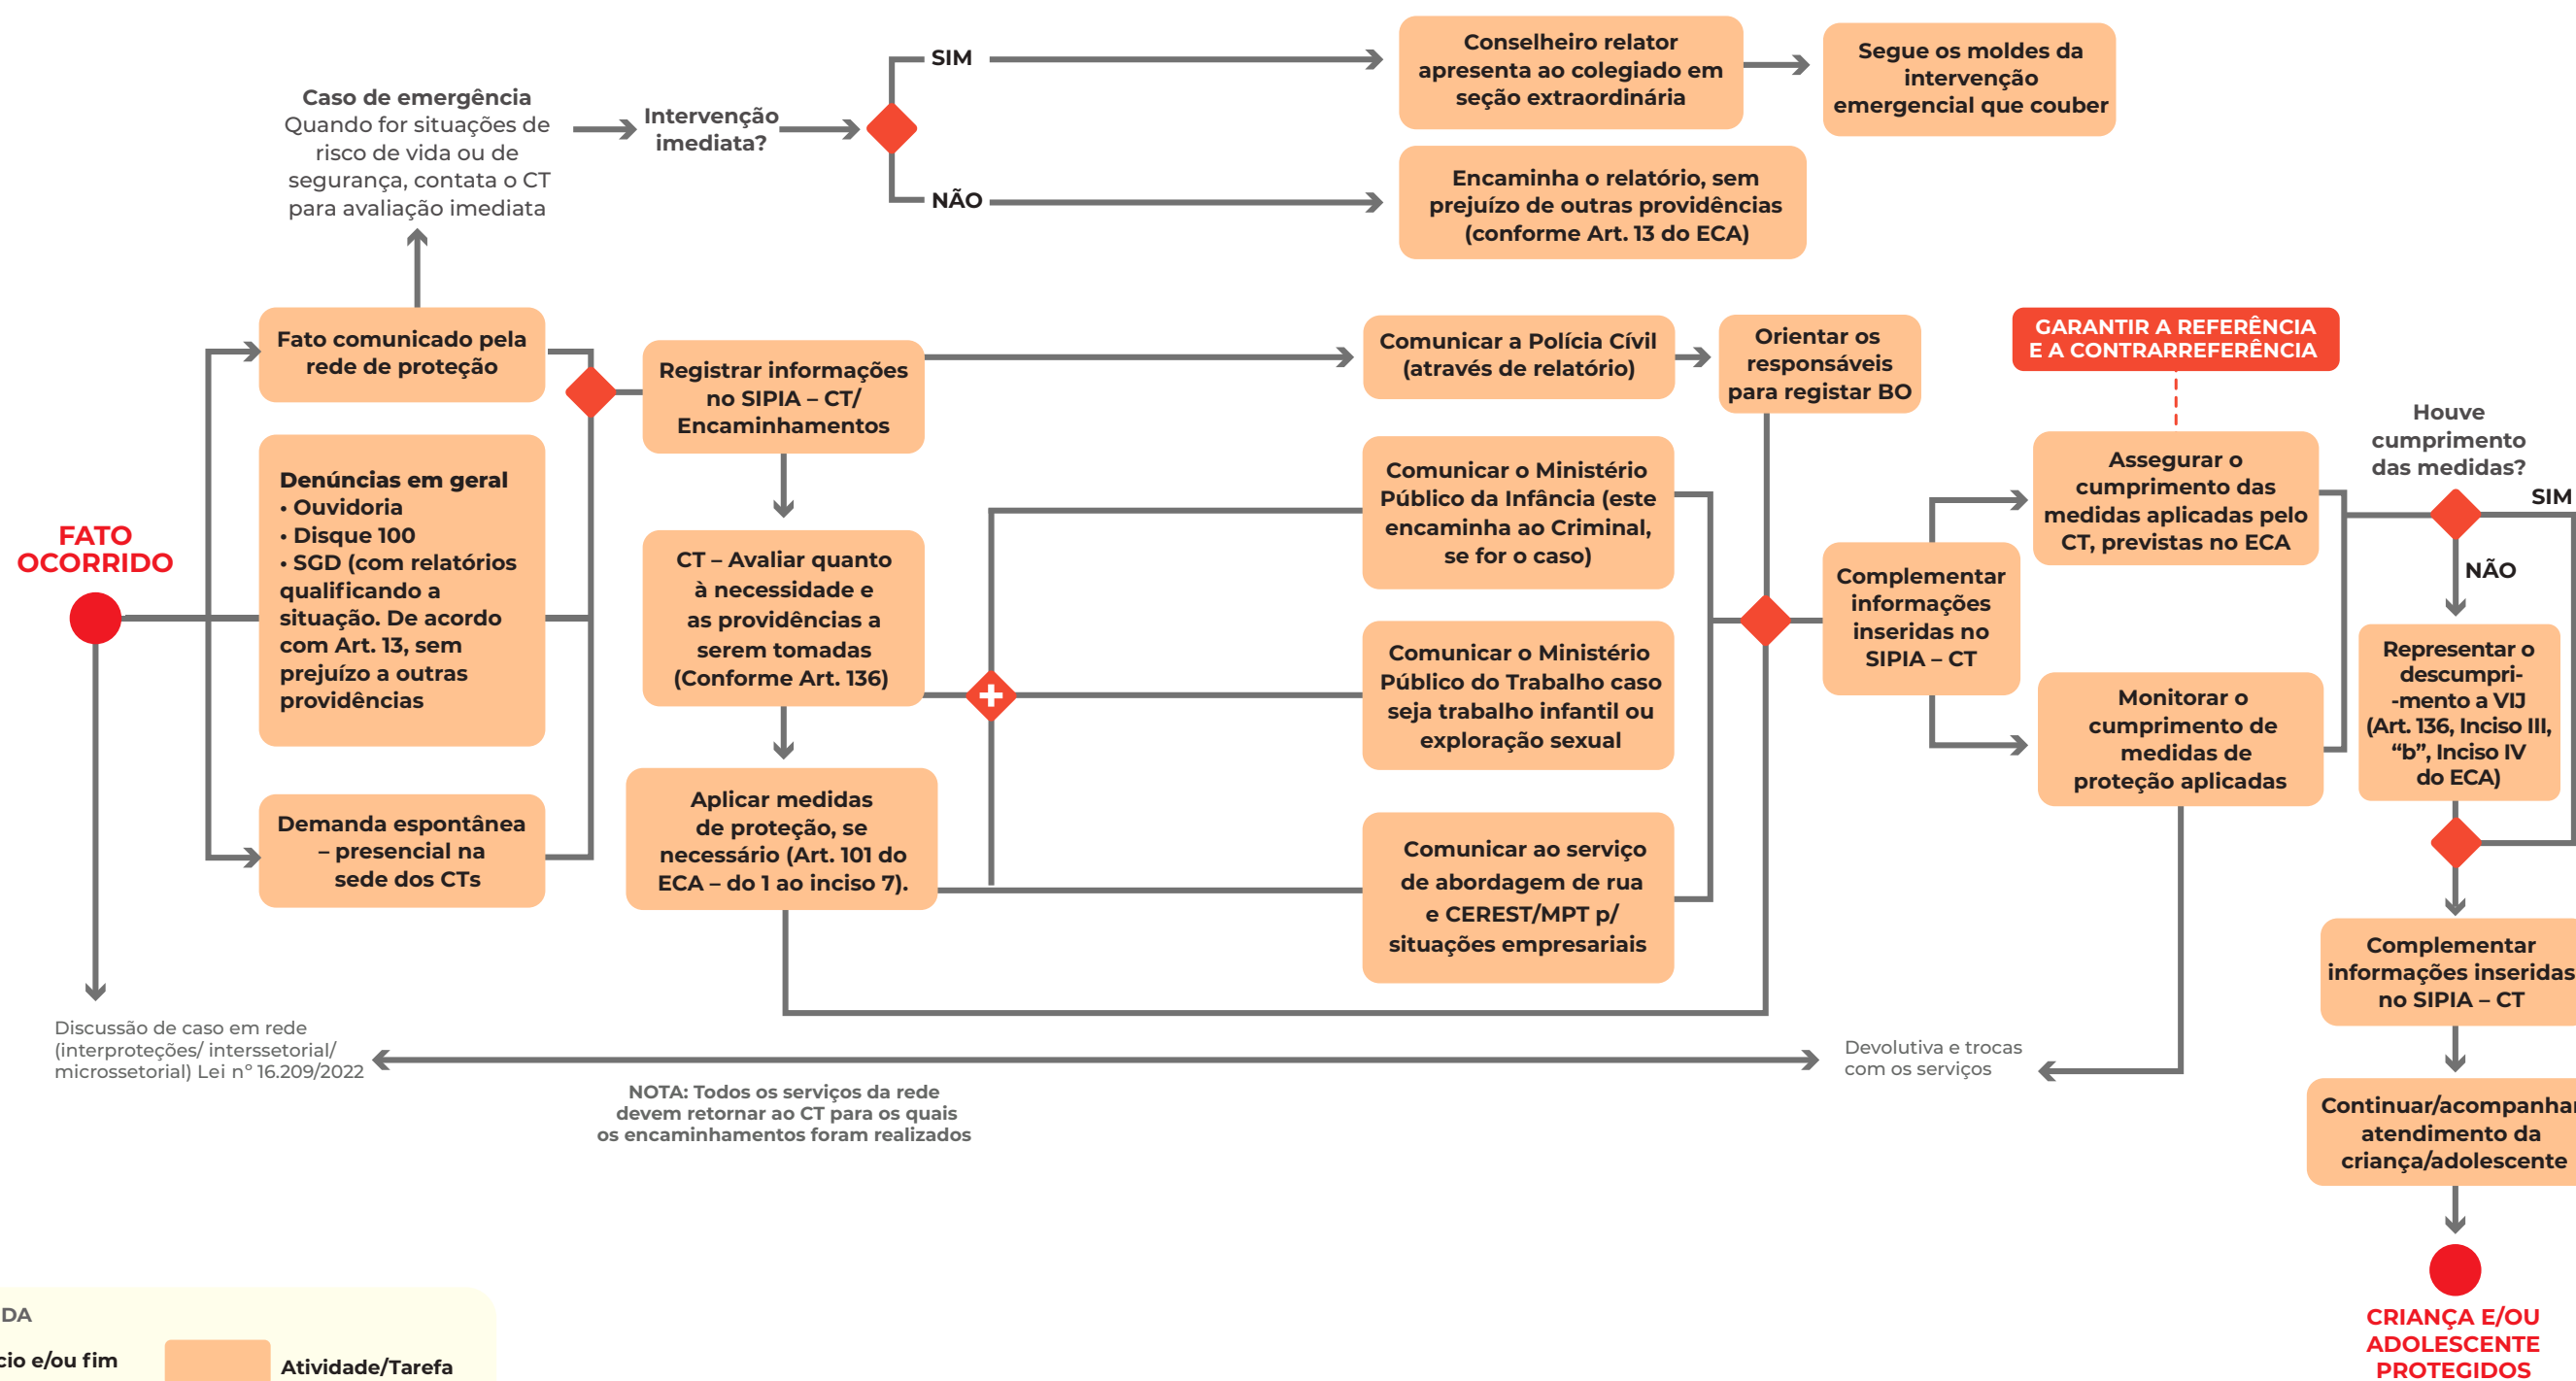 Caso de emergência
Quando for situações de
risco de vida ou de
segurança, contata o CT
para avaliação imediata
Intervenção
imediata?
SIM
NÃO
Conselheiro relator
apresenta ao colegiado em
seção extraordinária
Segue os moldes da
intervenção
emergencial que couber
Encaminha o relatório, sem
prejuízo de outras providências
(conforme Art. 13 do ECA)
FATO
OCORRIDO
Fato comunicado pela
rede de proteção
Denúncias em geral
• Ouvidoria
• Disque 100
• SGD (com relatórios
qualificando a
situação. De acordo
com Art. 13, sem
prejuízo a outras
providências
Demanda espontânea
– presencial na
sede dos CTs
Registrar informações
no SIPIA – CT/
Encaminhamentos
CT – Avaliar quanto
à necessidade e
as providências a
serem tomadas
(Conforme Art. 136)
Aplicar medidas
de proteção, se
necessário (Art. 101 do
ECA – do 1 ao inciso 7).
Comunicar a Polícia Cívil
(através de relatório)
Orientar os
responsáveis
para registar BO
Comunicar o Ministério
Público da Infância (este
encaminha ao Criminal,
se for o caso)
Comunicar o Ministério
Público do Trabalho caso
seja trabalho infantil ou
exploração sexual
Comunicar ao serviço
de abordagem de rua
e CEREST/MPT p/
situações empresariais
Complementar
informações
inseridas no
SIPIA – CT
GARANTIR A REFERÊNCIA
E A CONTRARREFERÊNCIA
Assegurar o
cumprimento das
medidas aplicadas pelo
CT, previstas no ECA
Monitorar o
cumprimento de
medidas de
proteção aplicadas
Houve
cumprimento
das medidas?
SIM
NÃO
Representar o
descumpri-
-mento a VIJ
(Art. 136, Inciso III,
“b”, Inciso IV
do ECA)
Complementar
informações inseridas
no SIPIA – CT
Continuar/acompanhar
atendimento da
criança/adolescente
CRIANÇA E/OU
ADOLESCENTE
PROTEGIDOS
Discussão de caso em rede
(interproteções/ interssetorial/
microssetorial) Lei nº 16.209/2022
Devolutiva e trocas
com os serviços
NOTA: Todos os serviços da rede
devem retornar ao CT para os quais
os encaminhamentos foram realizados
DA
cio e/ou fim
Atividade/Tarefa